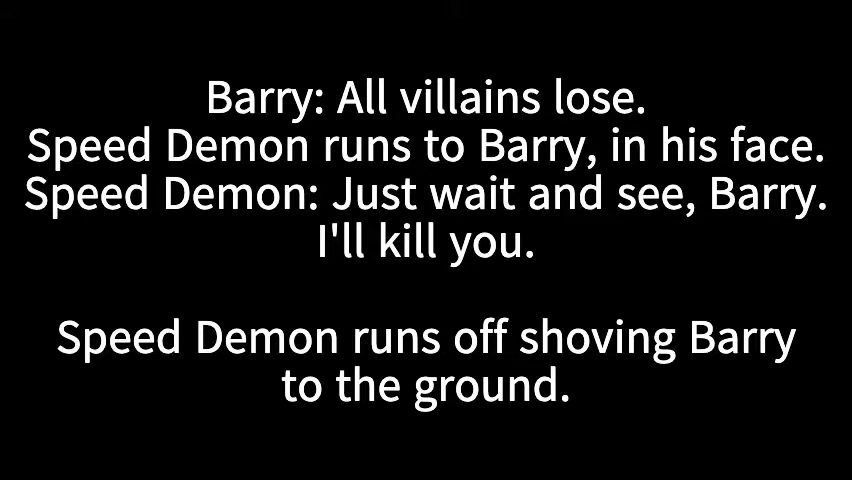 Barry: All villains lose.
Speed Demon runs to Barry, in his face.
Speed Demon: Just wait and see, Barry.
I'll kill you.
Speed Demon runs off shoving Barry
to the ground.